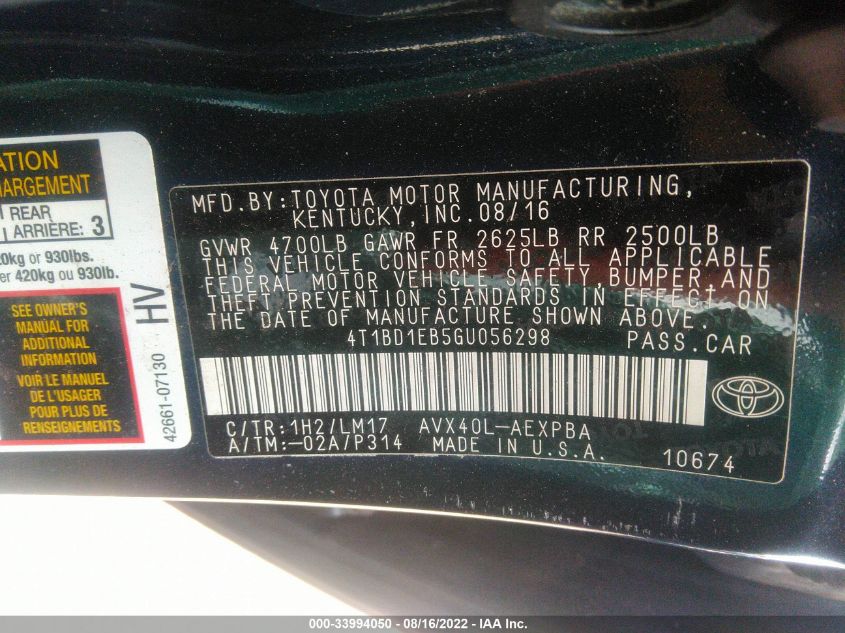 ATION
HARGEMENT
REAR
ARRIÈRE: 3
0kg or 930lbs.
er 420kg ou 930lb.
SEE OWNER'S
MANUAL FOR
ADDITIONAL
INFORMATION
VOIR LE MANUEL
DE L'USAGER
POUR PLUS DE
RENSEIGNEMENTS
HV
42661-07130
MFD.BY:TOYOTA MOTOR MANUFACTURING,
KENTUCKY,INC.08/16
GVWR 4700LB GAWR FR 2625LB RR 2500LB
THIS VEHICLE CONFORMS TO ALL APPLICABLE
FEDERAL MOTOR VEHICLE SAFETY,BUMPER,AND
THEFT PREVENTION STANDARDS IN EFFECT ON
THE DATE OF MANUFACTURE SHOWN ABOVE.
4T1BD1EB5GU056298 PASS.CAR
C/TR:1H2/LM17 AVX40L-AEXPBA
A/TM:-02A/P314 MADE IN U.S.A. 10674
000-33994050 - 08/16/2022 - IAA Inc.